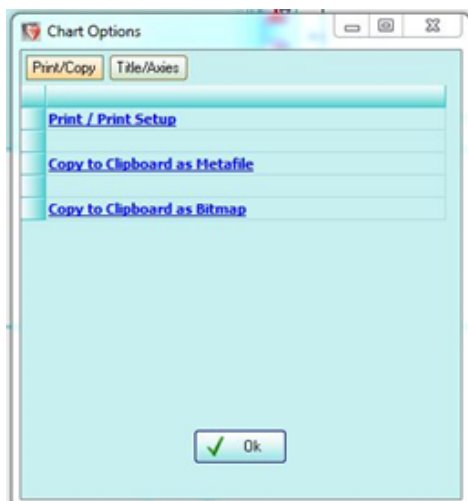 Chart Options
Print/Copy Title/Axies
Print / Print Setup
Copy to Clipboard as Metafile
Copy to Clipboard as Bitmap
Ok